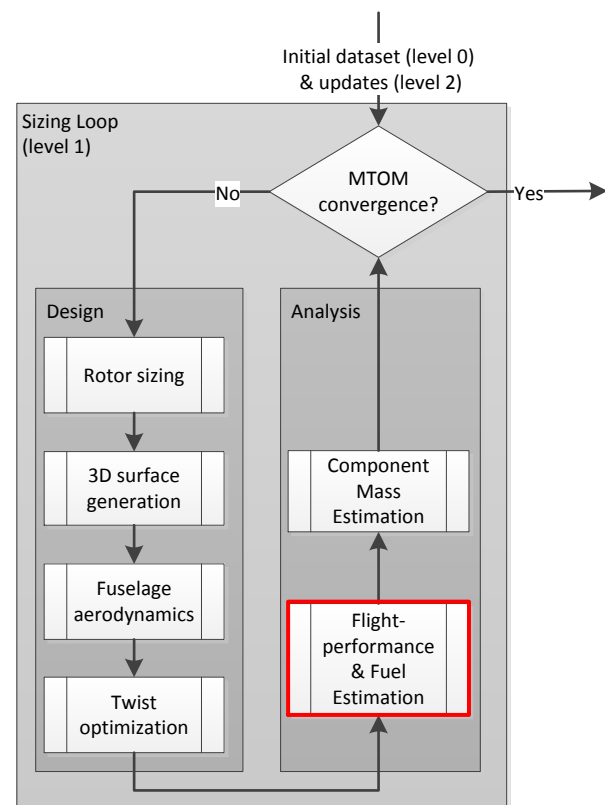 Initial dataset (level 0)
& updates (level 2)
Sizing Loop
(level 1)
MTOM
convergence?
No
Yes
Design
Rotor sizing
3D surface
generation
Fuselage
aerodynamics
Twist
optimization
Analysis
Component
Mass
Estimation
Flight-
performance
& Fuel
Estimation